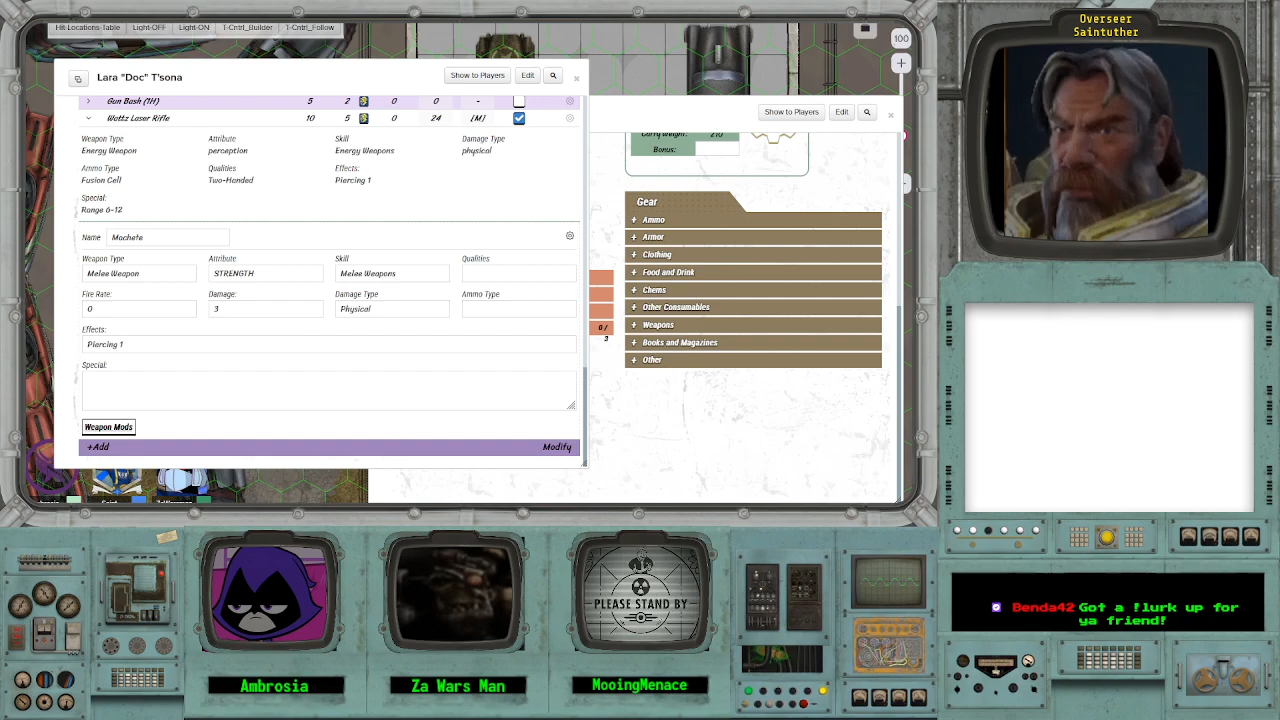 Hit-Locations-Table Light-OFF Light-ON T-Cntrl_Builder T-Cntrl_Follow
100
Overseer
Saintuther
Lara "Doc" T'sona
Show to Players Edit
Gun Bash (1H) 5 2 0 0 -
Wattz Laser Rifle 10 5 0 24 [M]
Weapon Type Attribute Skill Damage Type
Energy Weapon perception Energy Weapons physical
Ammo Type Qualities Effects:
Fusion Cell Two-Handed Piercing 1
Special:
Range 6-12
Name Machete
Weapon Type Attribute Skill Qualities
Melee Weapon STRENGTH Melee Weapons
Fire Rate: Damage: Damage Type Ammo Type
0 3 Physical
Effects:
Piercing 1
Special:
Weapon Mods
+Add Modify
0 /
3
Show to Players Edit
Carry Weight: 210
Bonus:
Gear
+ Ammo
+ Armor
+ Clothing
+ Food and Drink
+ Chems
+ Other Consumables
+ Weapons
+ Books and Magazines
+ Other
PLEASE STAND BY
Ambrosia
Za Wars Man
MooingMenace
Benda42 Got a !lurk up for
ya friend!